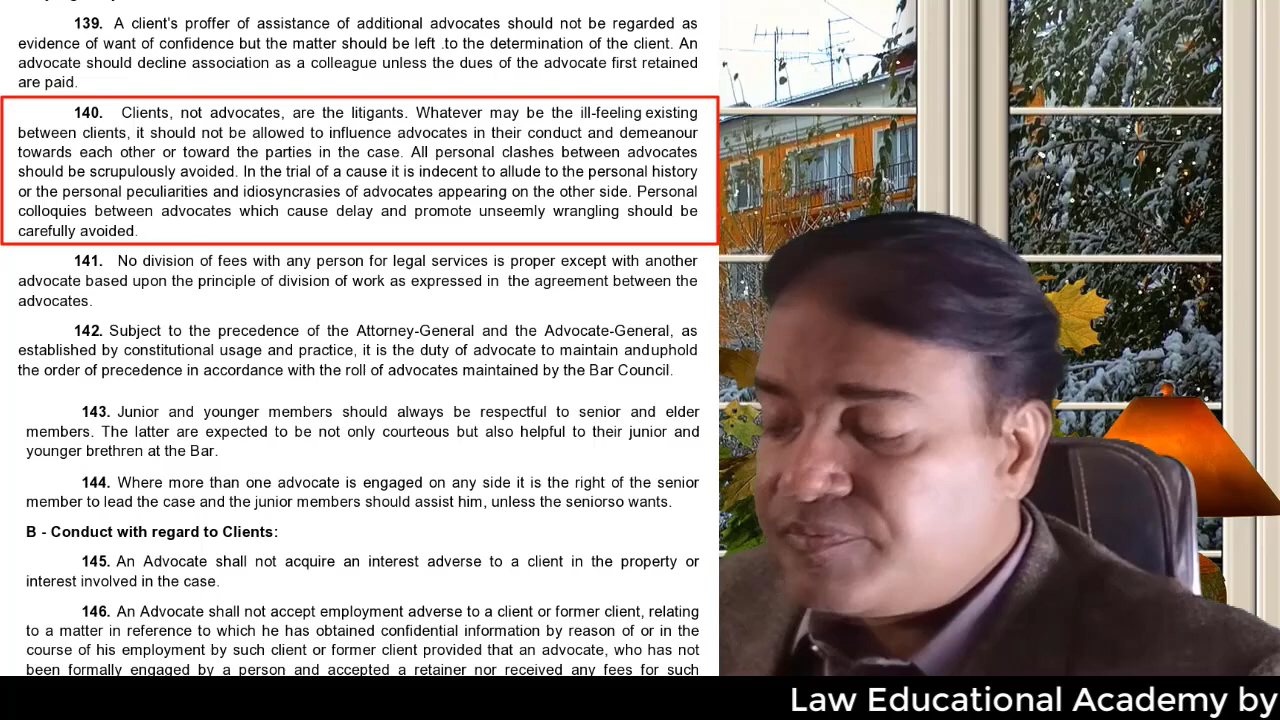 139. A client's proffer of assistance of additional advocates should not be regarded as
evidence of want of confidence but the matter should be left .to the determination of the client. An
advocate should decline association as a colleague unless the dues of the advocate first retained
are paid.
140. Clients, not advocates, are the litigants. Whatever may be the ill-feeling existing
between clients, it should not be allowed to influence advocates in their conduct and demeanour
towards each other or toward the parties in the case. All personal clashes between advocates
should be scrupulously avoided. In the trial of a cause it is indecent to allude to the personal history
or the personal peculiarities and idiosyncrasies of advocates appearing on the other side. Personal
colloquies between advocates which cause delay and promote unseemly wrangling should be
carefully avoided.
141. No division of fees with any person for legal services is proper except with another
advocate based upon the principle of division of work as expressed in the agreement between the
advocates.
142. Subject to the precedence of the Attorney-General and the Advocate-General, as
established by constitutional usage and practice, it is the duty of advocate to maintain anduphold
the order of precedence in accordance with the roll of advocates maintained by the Bar Council.
143. Junior and younger members should always be respectful to senior and elder
members. The latter are expected to be not only courteous but also helpful to their junior and
younger brethren at the Bar.
144. Where more than one advocate is engaged on any side it is the right of the senior
member to lead the case and the junior members should assist him, unless the seniorso wants.
B - Conduct with regard to Clients:
145. An Advocate shall not acquire an interest adverse to a client in the property or
interest involved in the case.
146. An Advocate shall not accept employment adverse to a client or former client, relating
to a matter in reference to which he has obtained confidential information by reason of or in the
course of his employment by such client or former client provided that an advocate, who has not
been formally engaged by a person and accepted a retainer nor received any fees for such
Law Educational Academy by